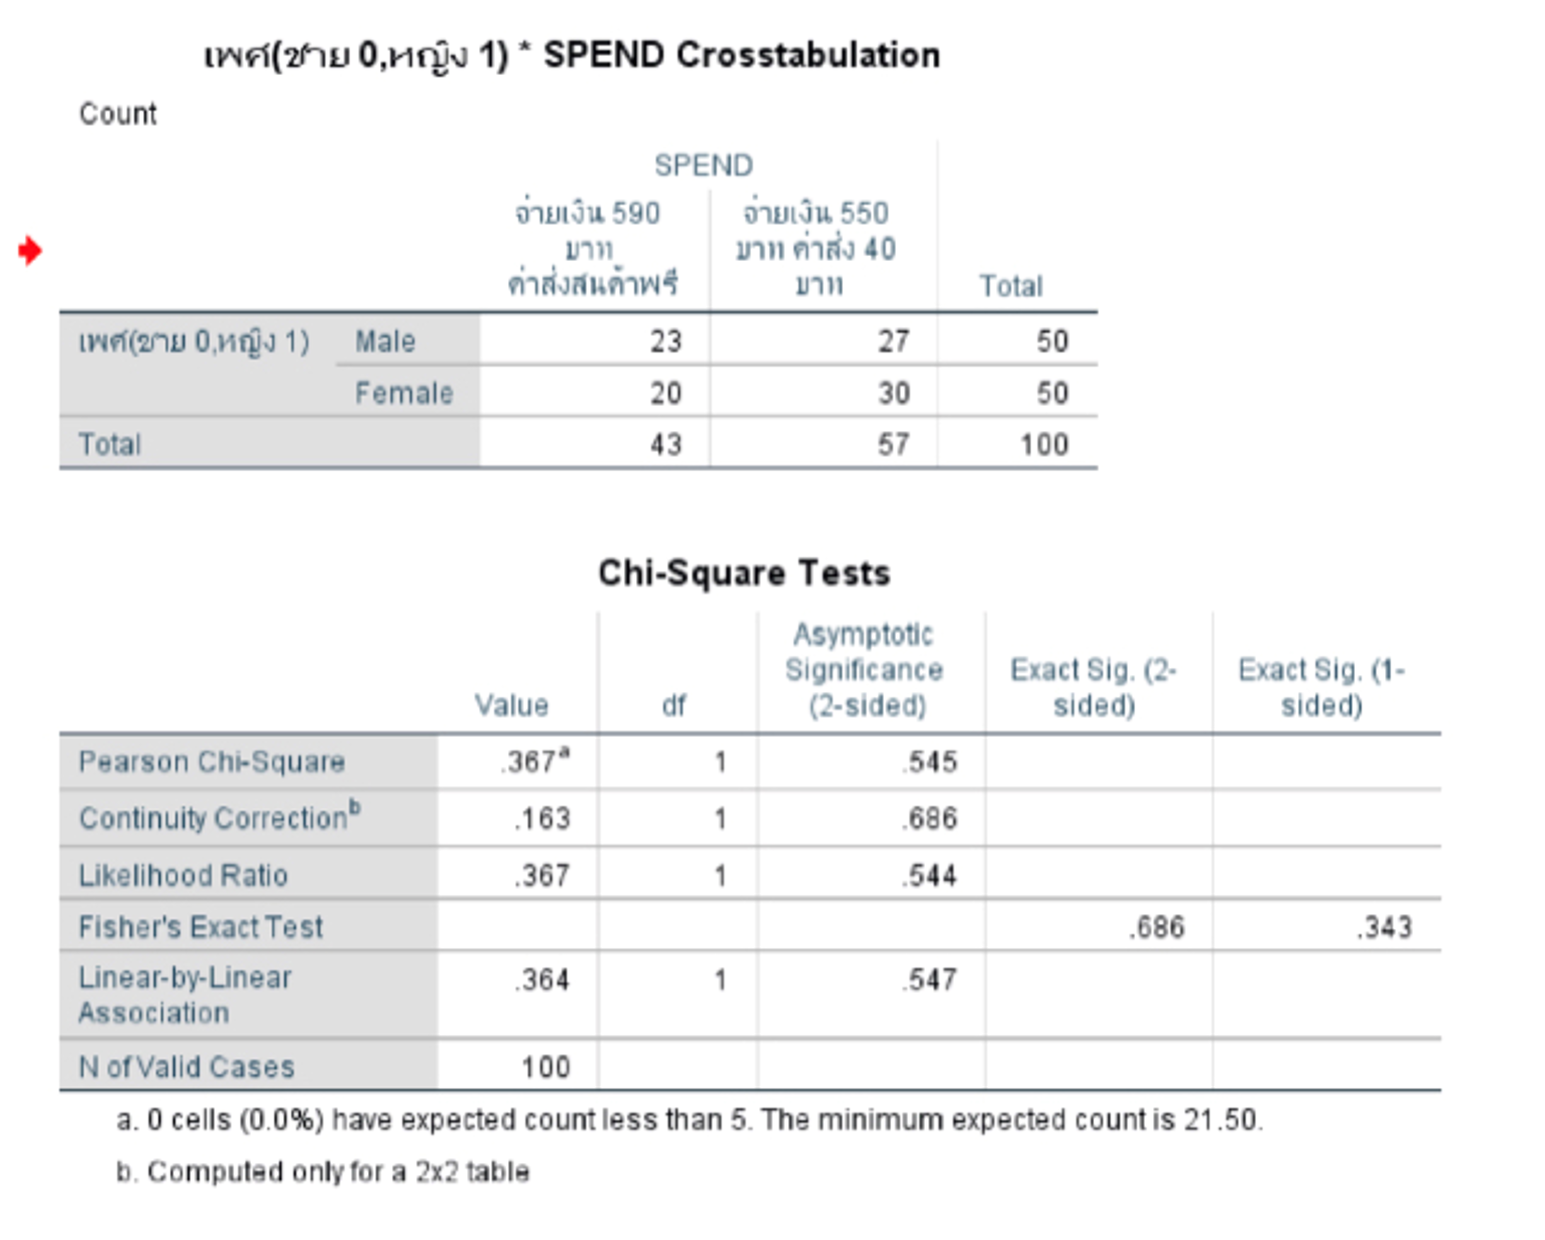 เพศ(ชาย 0,หญิง 1) * SPEND Crosstabulation
Count
SPEND
จ่ายเงิน 590 บาท ค่าส่งสินค้าฟรี | จ่ายเงิน 550 บาท ค่าส่ง 40 บาท | Total
เพศ(ชาย 0,หญิง 1) Male 23 27 50
Female 20 30 50
Total 43 57 100
Chi-Square Tests
Value | df | Asymptotic Significance (2-sided) | Exact Sig. (2-sided) | Exact Sig. (1-sided)
Pearson Chi-Square .367a 1 .545
Continuity Correctionb .163 1 .686
Likelihood Ratio .367 1 .544
Fisher's Exact Test .686 .343
Linear-by-Linear Association .364 1 .547
N of Valid Cases 100
a. 0 cells (0.0%) have expected count less than 5. The minimum expected count is 21.50.
b. Computed only for a 2x2 table